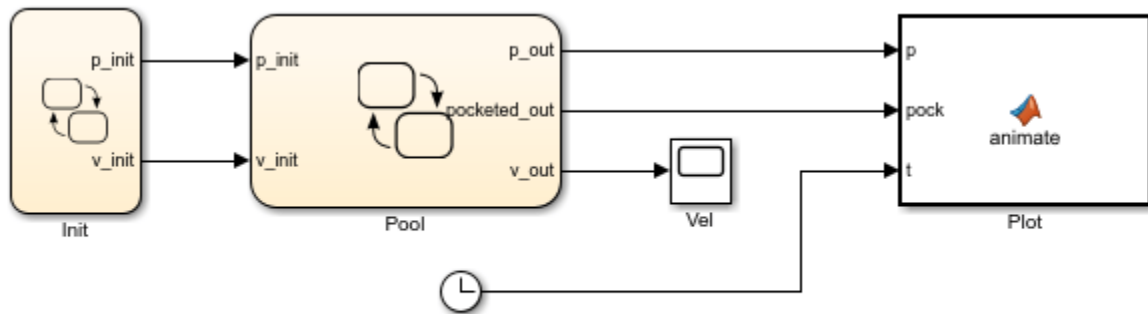 p_init
v_init
Init
p_init
v_init
p_out
pocketed_out
v_out
Pool
Vel
p
pock
t
animate
Plot